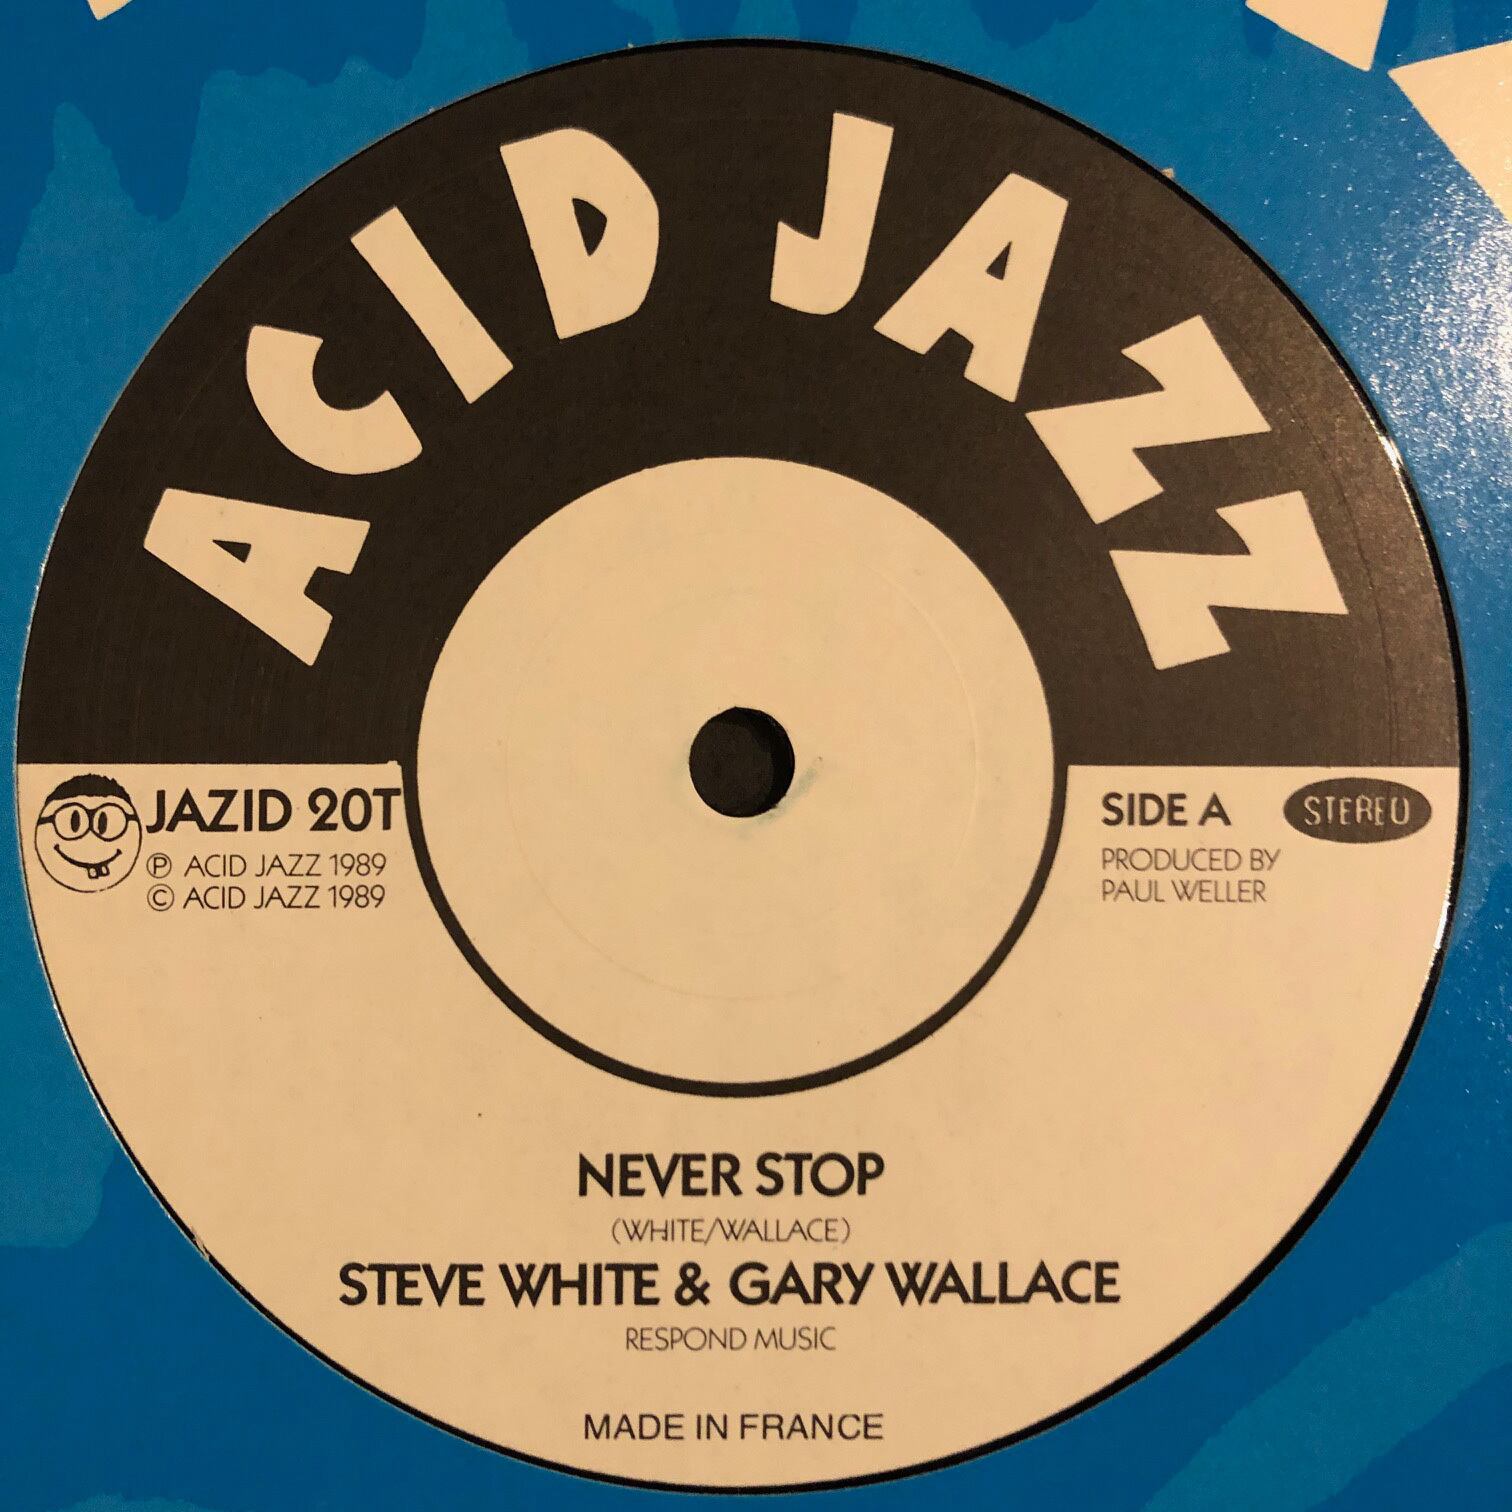 ACID JAZZ
JAZID 20T
Ⓟ ACID JAZZ 1989
© ACID JAZZ 1989
SIDE A
STEREO
PRODUCED BY
PAUL WELLER
NEVER STOP
(WHITE/WALLACE)
STEVE WHITE & GARY WALLACE
RESPOND MUSIC
MADE IN FRANCE